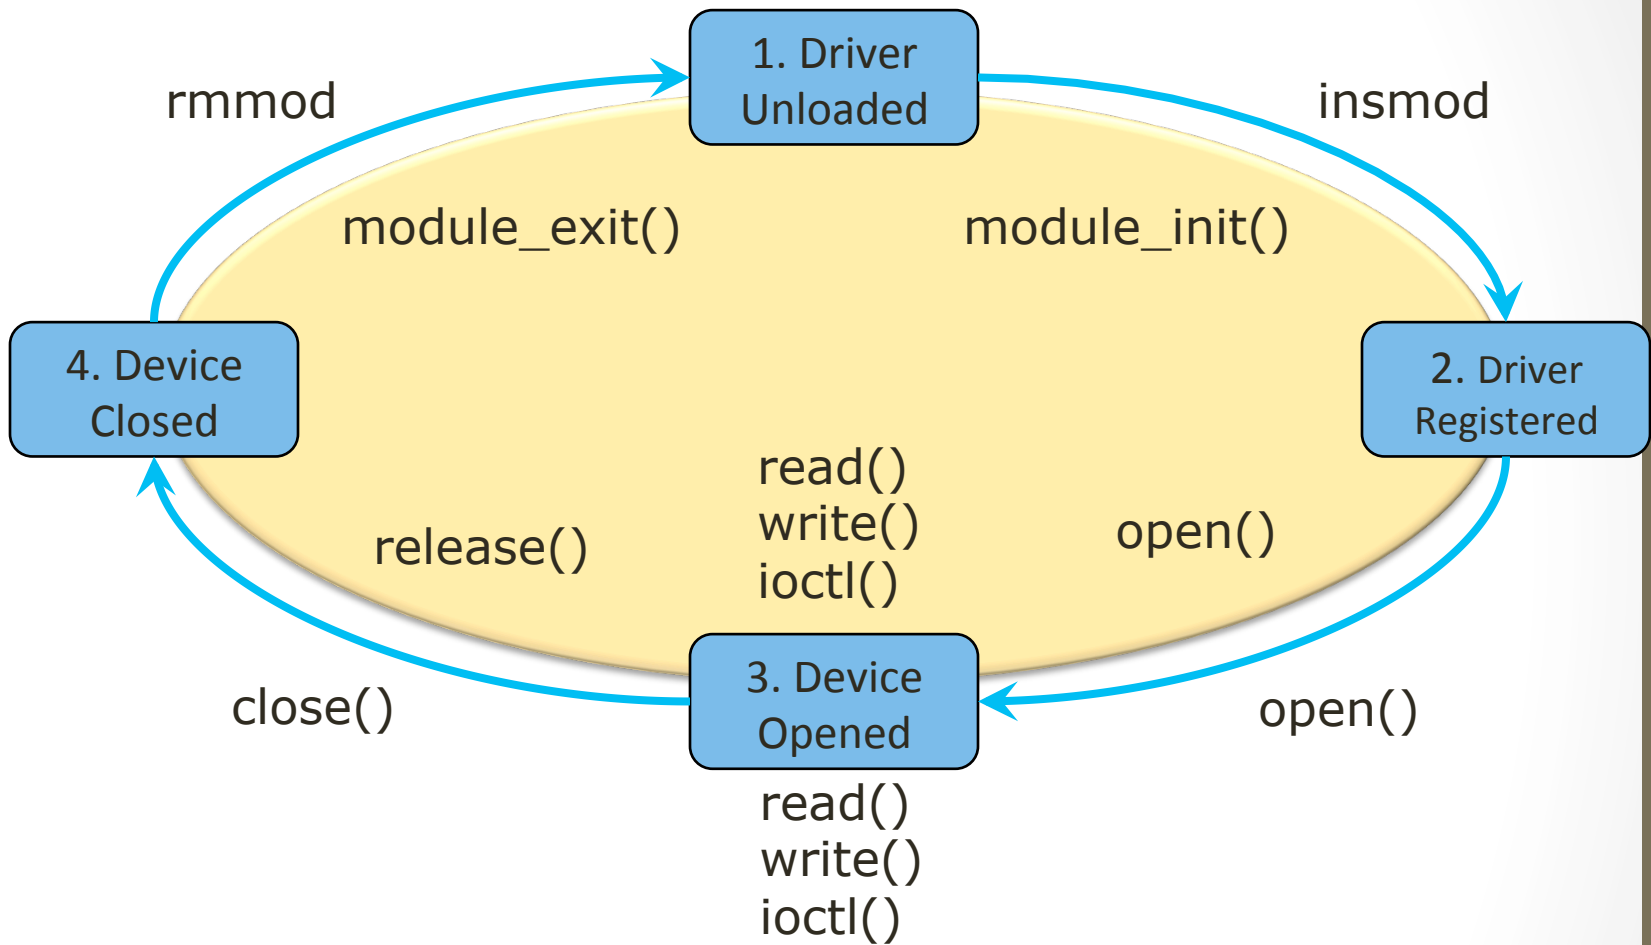 1. Driver
Unloaded
rmmod
insmod
module_exit()
module_init()
4. Device
Closed
2. Driver
Registered
read()
write()
ioctl()
release()
open()
3. Device
Opened
close()
open()
read()
write()
ioctl()